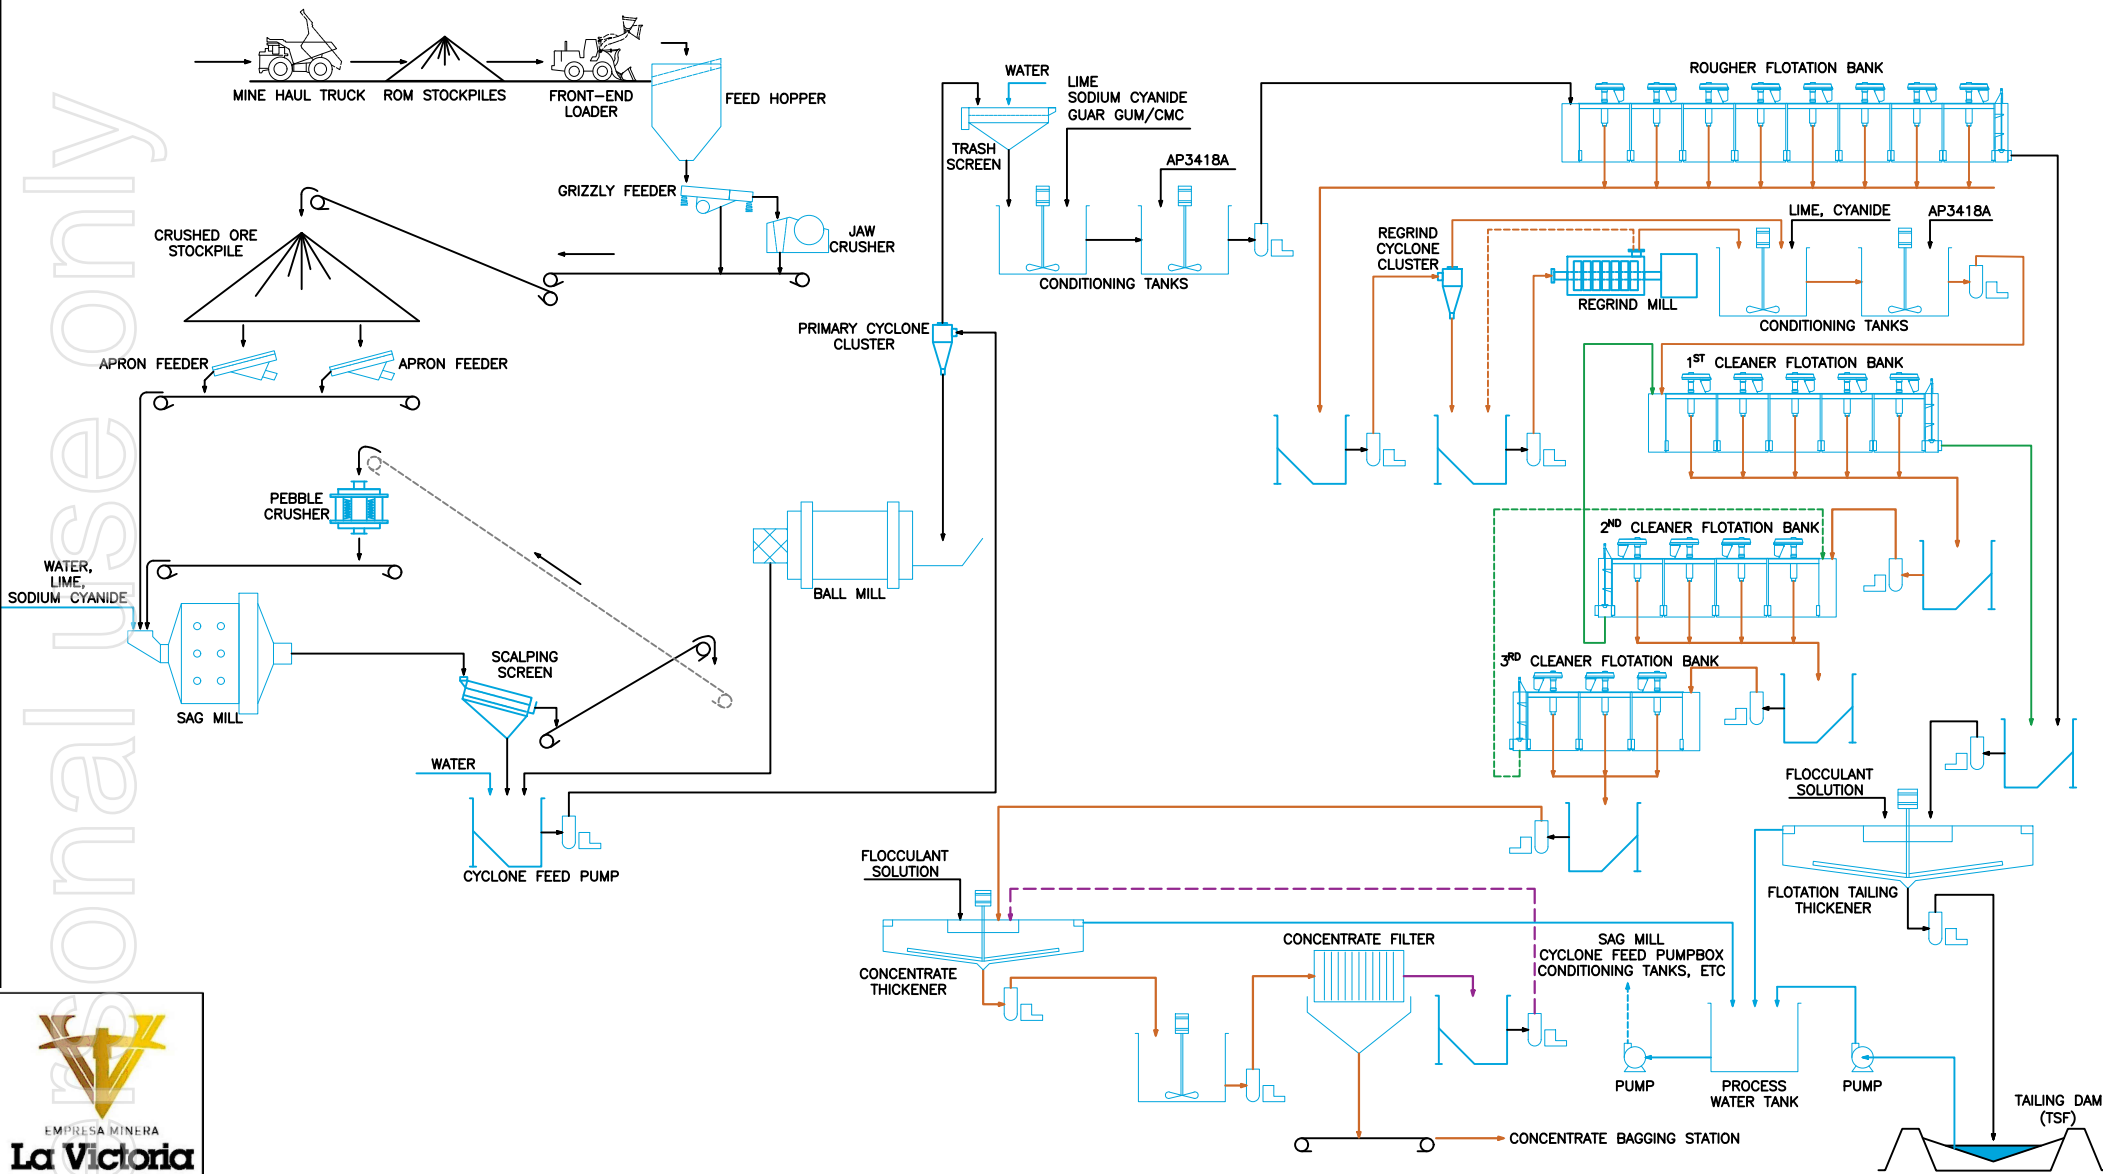 MINE HAUL TRUCK
ROM STOCKPILES
FRONT-END
LOADER
FEED HOPPER
GRIZZLY FEEDER
JAW
CRUSHER
CRUSHED ORE
STOCKPILE
APRON FEEDER
APRON FEEDER
PEBBLE
CRUSHER
WATER,
LIME,
SODIUM CYANIDE
SAG MILL
SCALPING
SCREEN
WATER
CYCLONE FEED PUMP
BALL MILL
PRIMARY CYCLONE
CLUSTER
WATER
TRASH
SCREEN
LIME
SODIUM CYANIDE
GUAR GUM/CMC
AP3418A
CONDITIONING TANKS
ROUGHER FLOTATION BANK
REGRIND
CYCLONE
CLUSTER
REGRIND MILL
LIME, CYANIDE
AP3418A
CONDITIONING TANKS
1ST CLEANER FLOTATION BANK
2ND CLEANER FLOTATION BANK
3RD CLEANER FLOTATION BANK
FLOCCULANT
SOLUTION
FLOTATION TAILING
THICKENER
FLOCCULANT
SOLUTION
CONCENTRATE
THICKENER
CONCENTRATE FILTER
SAG MILL
CYCLONE FEED PUMPBOX
CONDITIONING TANKS, ETC
PUMP
PROCESS
WATER TANK
PUMP
TAILING DAM
(TSF)
CONCENTRATE BAGGING STATION
EMPRESA MINERA
La Victoria
ersonal use only